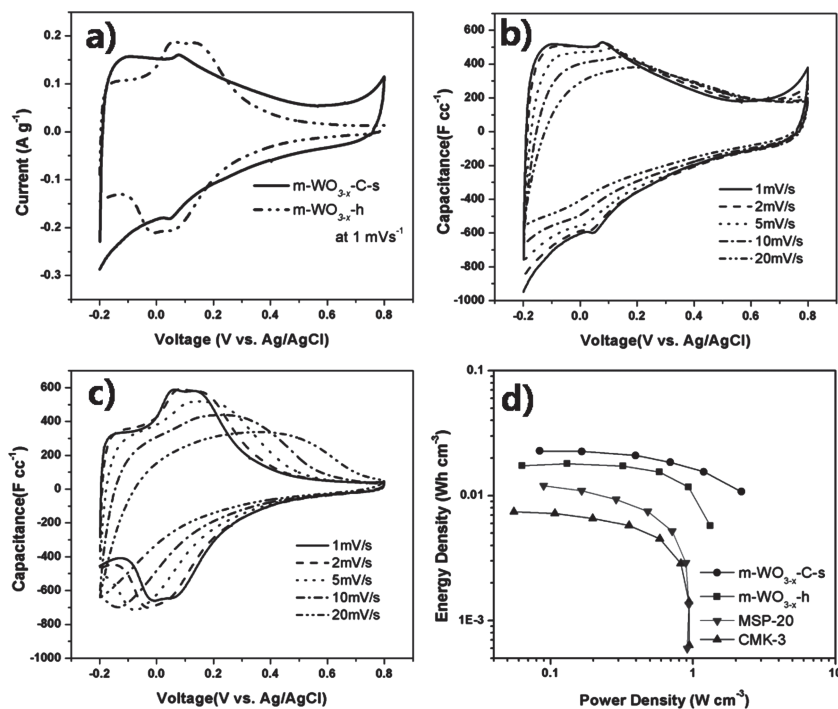 a)
0.2
0.1
0.0
-0.1
-0.2
-0.3
Current (A g⁻¹)
m-WO₃₋ₓ-C-s
m-WO₃₋ₓ-h
at 1 mVs⁻¹
-0.2 0.0 0.2 0.4 0.6 0.8
Voltage (V vs. Ag/AgCl)
b)
600
400
200
0
-200
-400
-600
-800
-1000
Capacitance(F cc⁻¹)
1mV/s
2mV/s
5mV/s
10mV/s
20mV/s
-0.2 0.0 0.2 0.4 0.6 0.8
Voltage(V vs. Ag/AgCl)
c)
600
400
200
0
-200
-400
-600
-800
-1000
Capacitance(F cc⁻¹)
1mV/s
2mV/s
5mV/s
10mV/s
20mV/s
-0.2 0.0 0.2 0.4 0.6 0.8
Voltage(V vs. Ag/AgCl)
d)
0.1
0.01
1E-3
Energy Density (Wh cm⁻³)
m-WO₃₋ₓ-C-s
m-WO₃₋ₓ-h
MSP-20
CMK-3
0.1 1 10
Power Density (W cm⁻³)